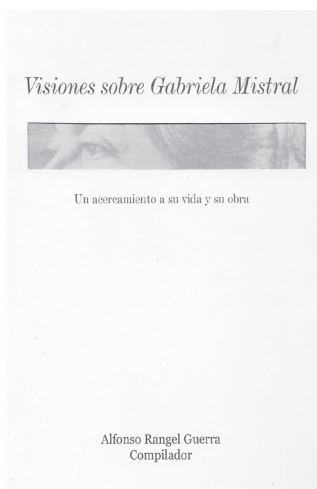 Visiones sobre Gabriela Mistral
Un acercamiento a su vida y su obra
Alfonso Rangel Guerra
Compilador